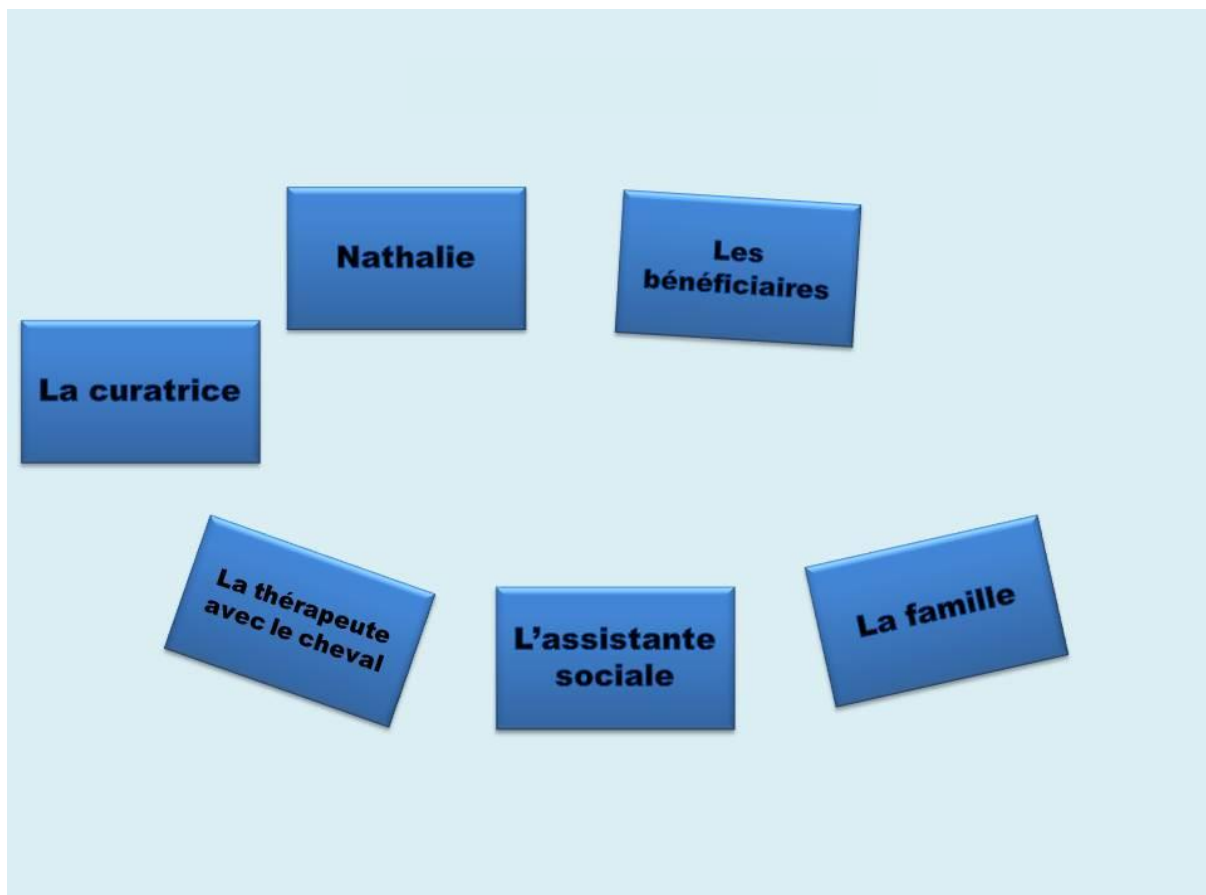 Nathalie
Les
bénéficiaires
La curatrice
La thérapeute
avec le cheval
L’assistante
sociale
La famille